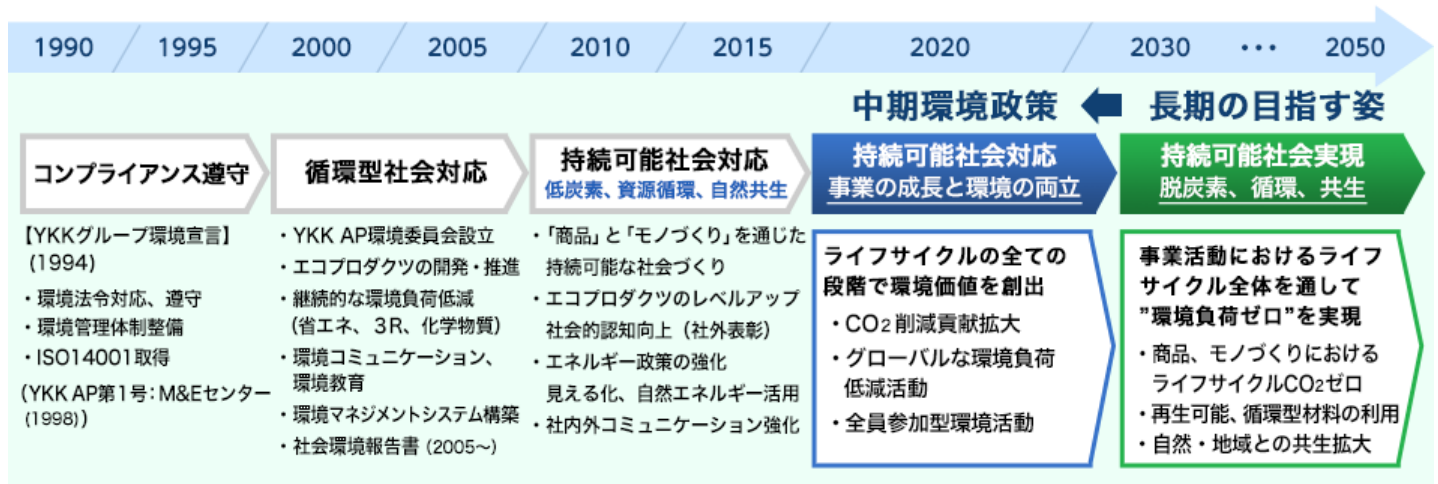 1990
1995
2000
2005
2010
2015
2020
2030
•••
2050
中期環境政策
長期の目指す姿
コンプライアンス遵守
【YKKグループ環境宣言】
(1994)
・環境法令対応、遵守
・環境管理体制整備
・ISO14001取得
(YKK AP第1号：M&Eセンター
(1998))
循環型社会対応
・YKK AP環境委員会設立
・エコプロダクツの開発・推進
・継続的な環境負荷低減
（省エネ、３R、化学物質）
・環境コミュニケーション、
環境教育
・環境マネジメントシステム構築
・社会環境報告書 (2005〜)
持続可能社会対応
低炭素、資源循環、自然共生
・「商品」と「モノづくり」を通じた
持続可能な社会づくり
・エコプロダクツのレベルアップ
社会的認知向上（社外表彰）
・エネルギー政策の強化
見える化、自然エネルギー活用
・社内外コミュニケーション強化
持続可能社会対応
事業の成長と環境の両立
ライフサイクルの全ての
段階で環境価値を創出
・CO2削減貢献拡大
・グローバルな環境負荷
低減活動
・全員参加型環境活動
持続可能社会実現
脱炭素、循環、共生
事業活動におけるライフ
サイクル全体を通して
”環境負荷ゼロ”を実現
・商品、モノづくりにおける
ライフサイクルCO2ゼロ
・再生可能、循環型材料の利用
・自然・地域との共生拡大